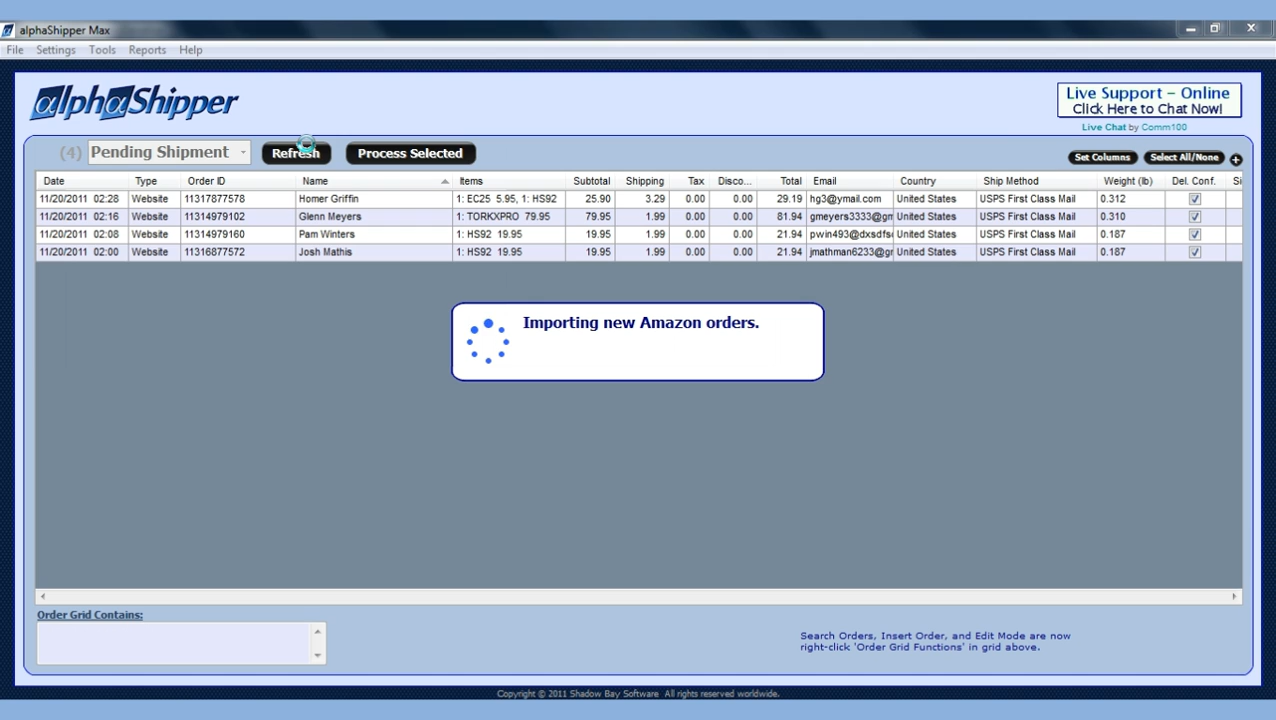 alphaShipper Max
File Settings Tools Reports Help
alphaShipper
Live Support – Online
Click Here to Chat Now!
Live Chat by Comm100
(4) Pending Shipment Refresh Process Selected Set Columns Select All/None
Date Type Order ID Name Items Subtotal Shipping Tax Disco... Total Email Country Ship Method Weight (lb) Del. Conf. Si
11/20/2011 02:28 Website 11317877578 Homer Griffin 1: EC25 5.95, 1: HS92 25.90 3.29 0.00 0.00 29.19 hg3@ymail.com United States USPS First Class Mail 0.312
11/20/2011 02:16 Website 11314979102 Glenn Meyers 1: TORKXPRO 79.95 79.95 1.99 0.00 0.00 81.94 gmeyers3333@gm United States USPS First Class Mail 0.310
11/20/2011 02:08 Website 11314979160 Pam Winters 1: HS92 19.95 19.95 1.99 0.00 0.00 21.94 pwin493@dxsdfs United States USPS First Class Mail 0.187
11/20/2011 02:00 Website 11316877572 Josh Mathis 1: HS92 19.95 19.95 1.99 0.00 0.00 21.94 jmathman6233@gr United States USPS First Class Mail 0.187
Importing new Amazon orders.
Order Grid Contains:
Search Orders, Insert Order, and Edit Mode are now
right-click 'Order Grid Functions' in grid above.
Copyright © 2011 Shadow Bay Software All rights reserved worldwide.